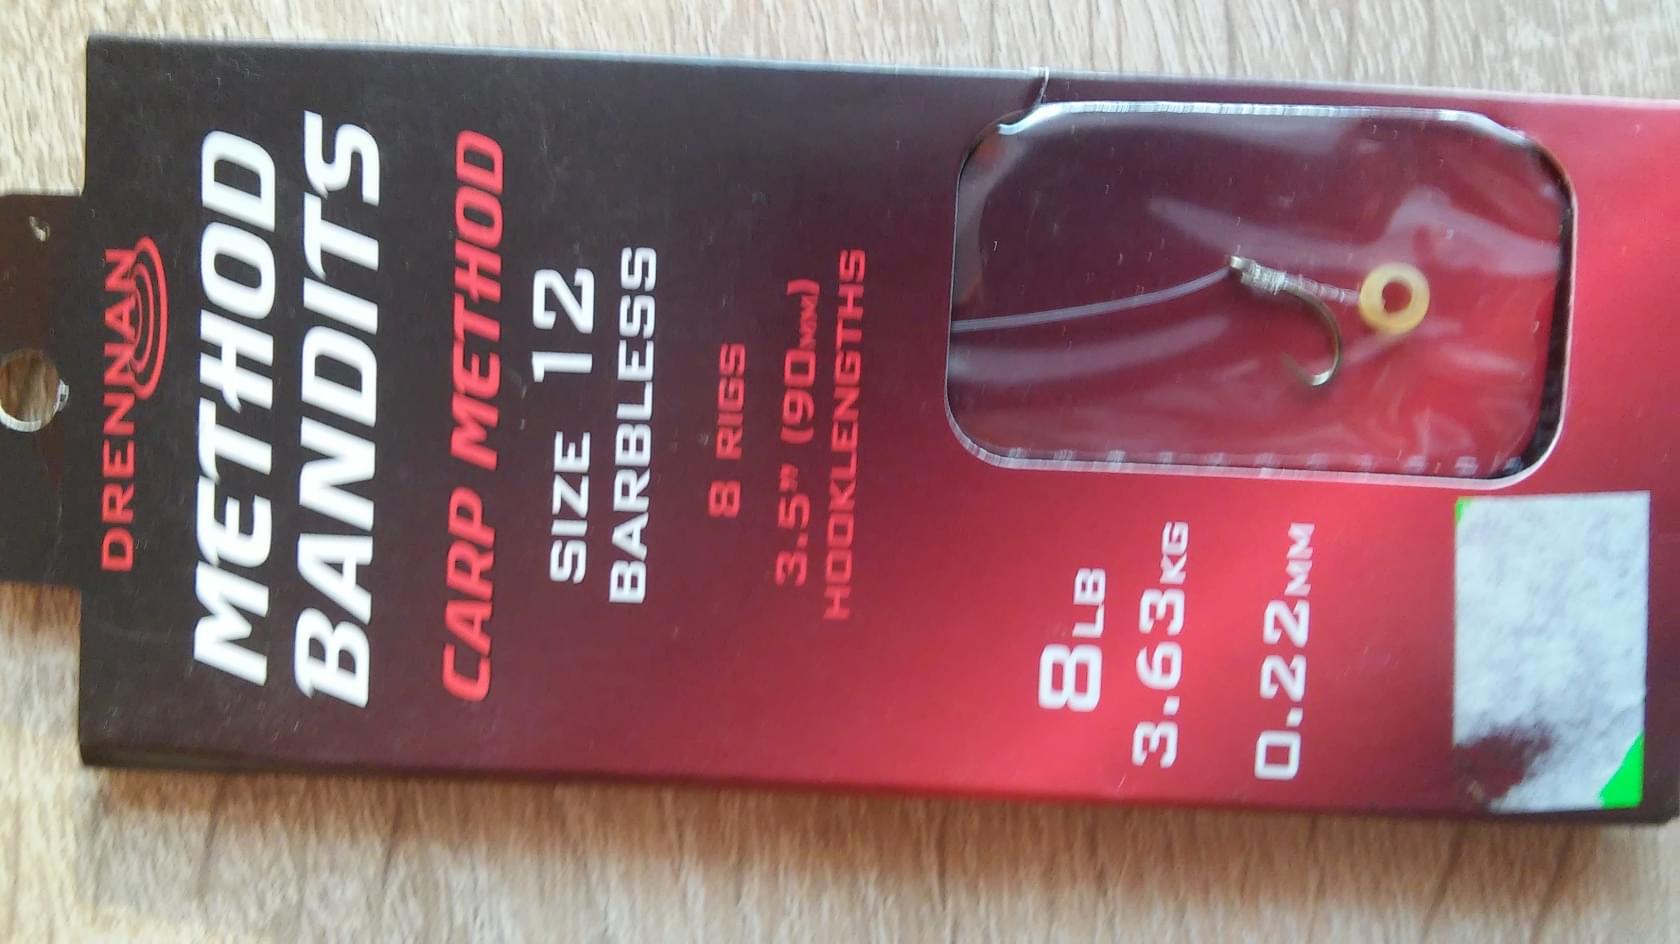 DRENNAN
METHOD
BANDITS
CARP METHOD
SIZE 12
BARBLESS
8 RIGS
3.5" (90MM)
HOOKLENGTHS
8LB
3.63KG
0.22MM